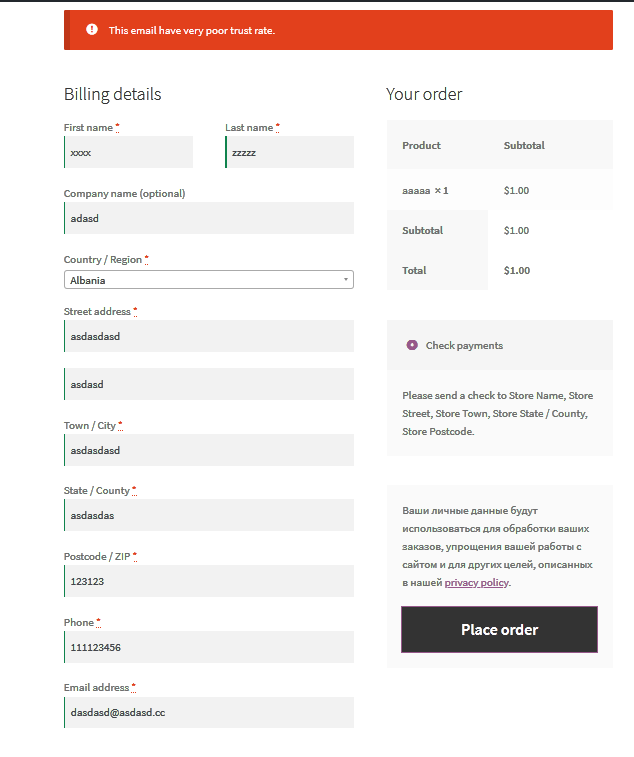 This email have very poor trust rate.
Billing details
First name *
Last name *
xxxx
zzzzz
Company name (optional)
adasd
Country / Region *
Albania
Street address *
asdasdasd
asdasd
Town / City *
asdasdasd
State / County *
asdasdas
Postcode / ZIP *
123123
Phone *
111123456
Email address *
dasdasd@asdasd.cc
Your order
Product Subtotal
aaaaa × 1 $1.00
Subtotal $1.00
Total $1.00
Check payments
Please send a check to Store Name, Store
Street, Store Town, Store State / County,
Store Postcode.
Ваши личные данные будут
использоваться для обработки ваших
заказов, упрощения вашей работы с
сайтом и для других целей, описанных
в нашей privacy policy.
Place order